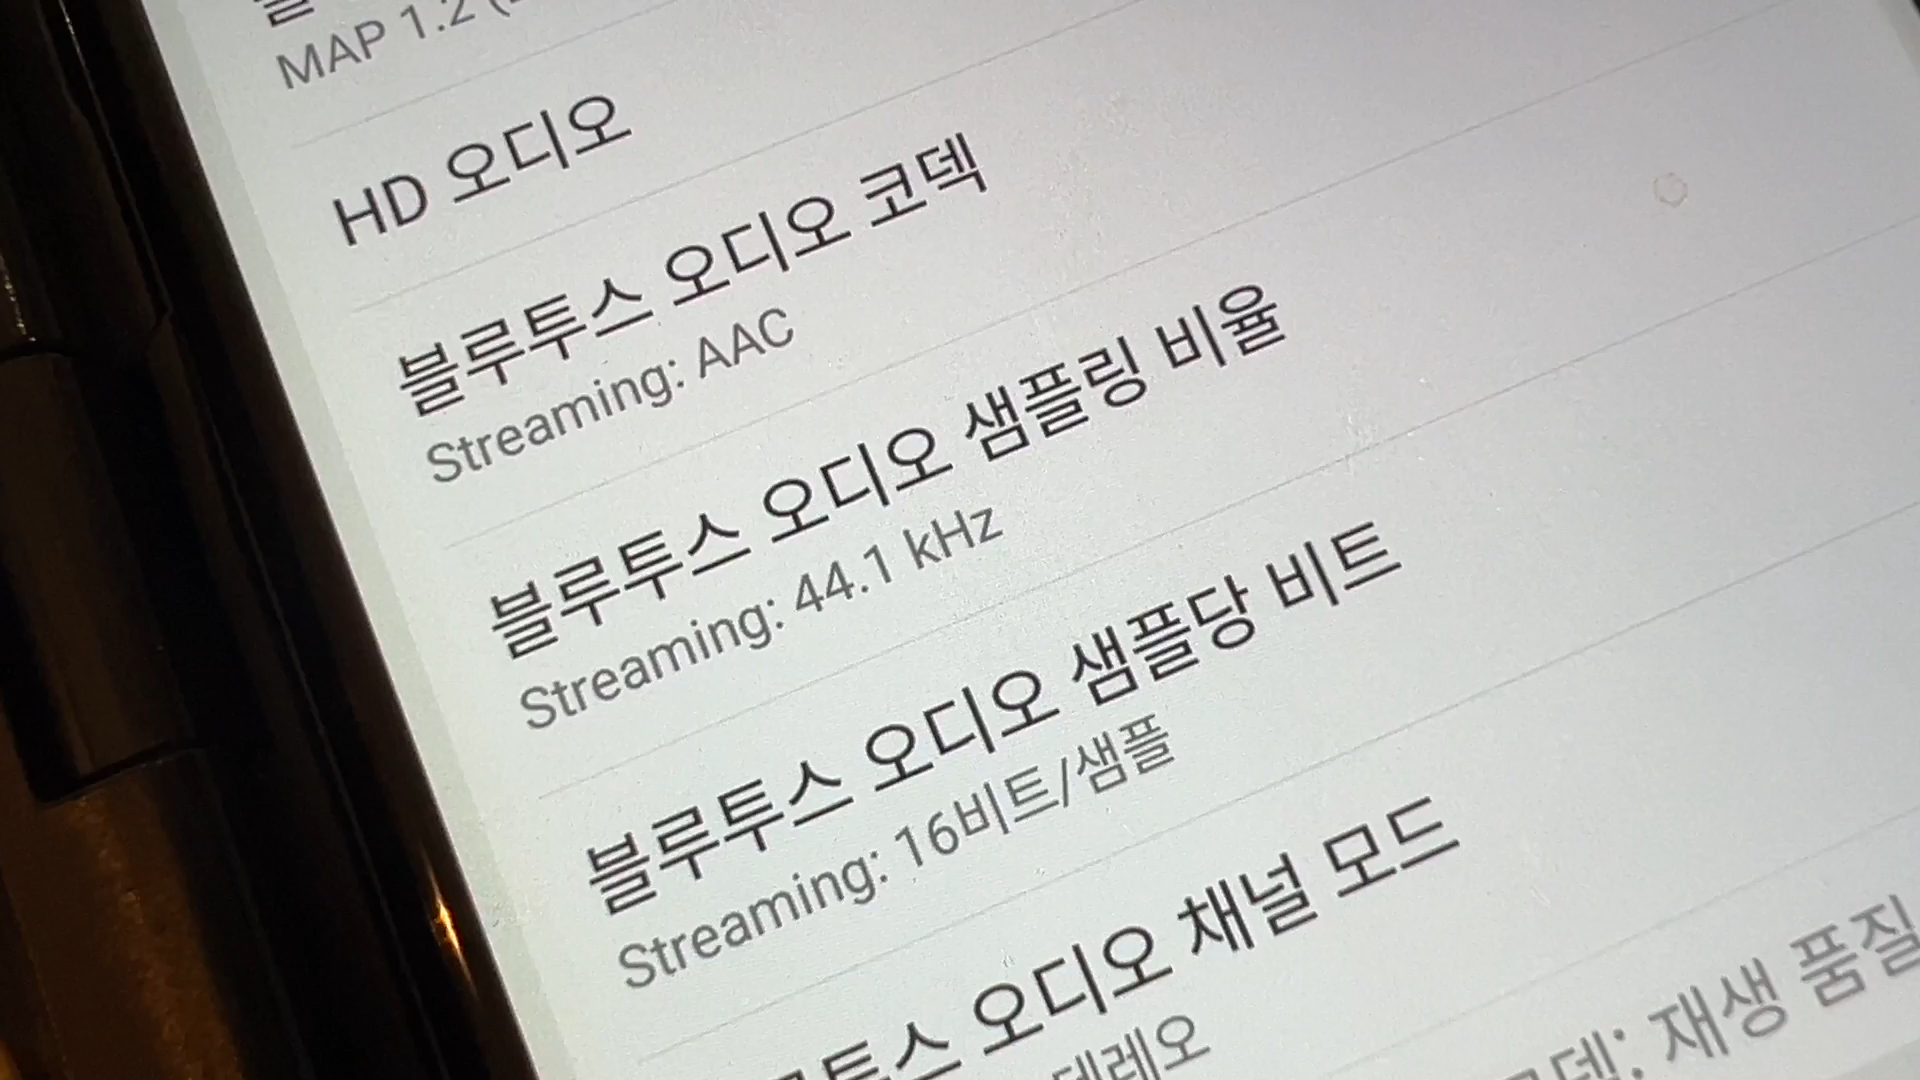 MAP 1.2
HD 오디오
블루투스 오디오 코덱
Streaming: AAC
블루투스 오디오 샘플링 비율
Streaming: 44.1 kHz
블루투스 오디오 샘플당 비트
Streaming: 16비트/샘플
오디오 채널 모드
재생 품질